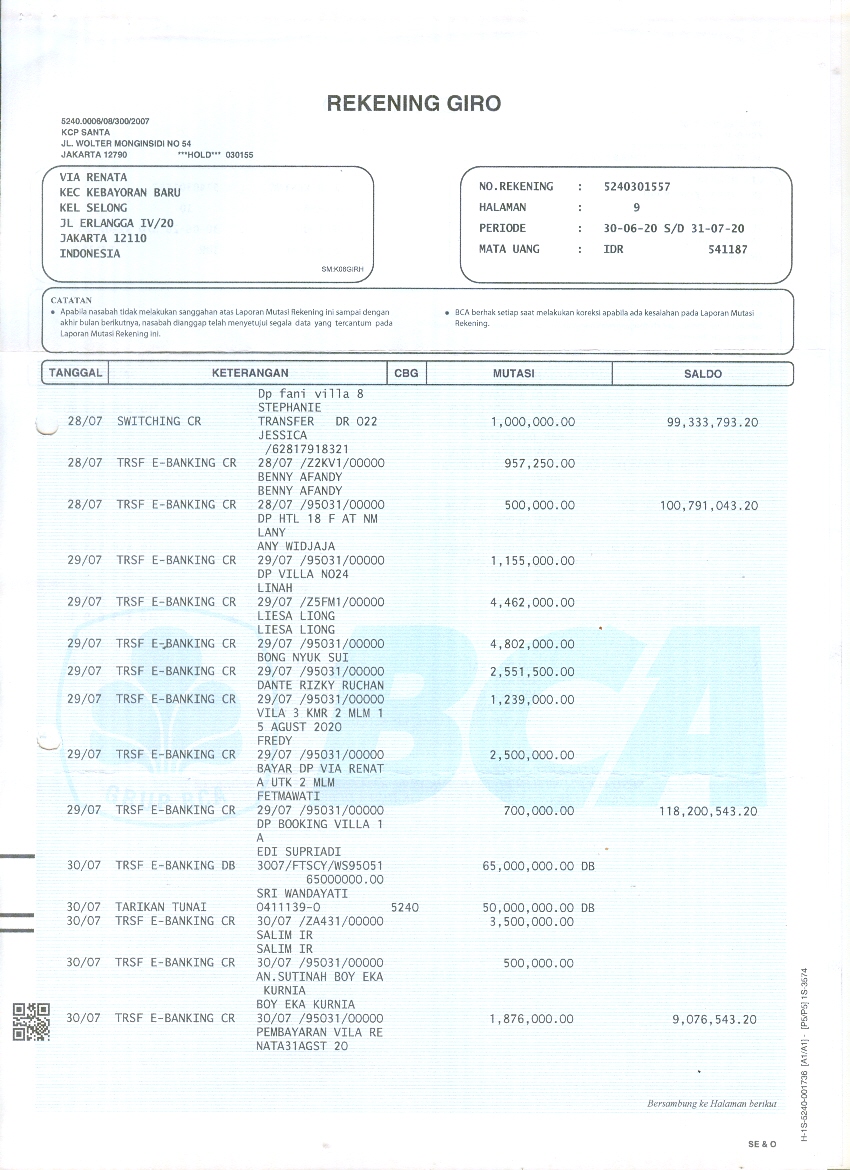 REKENING GIRO
5240.0006/08/300/2007
KCP SANTA
JL. WOLTER MONGINSIDI NO 54
JAKARTA 12790 ***HOLD*** 030155
VIA RENATA
KEC KEBAYORAN BARU
KEL SELONG
JL ERLANGGA IV/20
JAKARTA 12110
INDONESIA
SM.K08GIRH
NO.REKENING : 5240301557
HALAMAN : 9
PERIODE : 30-06-20 S/D 31-07-20
MATA UANG : IDR 541187
CATATAN
• Apabila nasabah tidak melakukan sanggahan atas Laporan Mutasi Rekening ini sampai dengan
akhir bulan berikutnya, nasabah dianggap telah menyetujui segala data yang tercantum pada
Laporan Mutasi Rekening ini.
• BCA berhak setiap saat melakukan koreksi apabila ada kesalahan pada Laporan Mutasi
Rekening.
TANGGAL KETERANGAN CBG MUTASI SALDO
Dp fani villa 8
STEPHANIE
28/07 SWITCHING CR TRANSFER DR 022 1,000,000.00 99,333,793.20
JESSICA
/62817918321
28/07 TRSF E-BANKING CR 28/07 /Z2KV1/00000 957,250.00
BENNY AFANDY
BENNY AFANDY
28/07 TRSF E-BANKING CR 28/07 /95031/00000 500,000.00 100,791,043.20
DP HTL 18 F AT NM
LANY
ANY WIDJAJA
29/07 TRSF E-BANKING CR 29/07 /95031/00000 1,155,000.00
DP VILLA NO24
LINAH
29/07 TRSF E-BANKING CR 29/07 /Z5FM1/00000 4,462,000.00
LIESA LIONG
LIESA LIONG
29/07 TRSF E-BANKING CR 29/07 /95031/00000 4,802,000.00
BONG NYUK SUI
29/07 TRSF E-BANKING CR 29/07 /95031/00000 2,551,500.00
DANTE RIZKY RUCHAN
29/07 TRSF E-BANKING CR 29/07 /95031/00000 1,239,000.00
VILA 3 KMR 2 MLM 1
5 AGUST 2020
FREDY
29/07 TRSF E-BANKING CR 29/07 /95031/00000 2,500,000.00
BAYAR DP VIA RENAT
A UTK 2 MLM
FETMAWATI
29/07 TRSF E-BANKING CR 29/07 /95031/00000 700,000.00 118,200,543.20
DP BOOKING VILLA 1
A
EDI SUPRIADI
30/07 TRSF E-BANKING DB 3007/FTSCY/WS95051 65,000,000.00 DB
65000000.00
SRI WANDAYATI
30/07 TARIKAN TUNAI 0411139-0 5240 50,000,000.00 DB
30/07 TRSF E-BANKING CR 30/07 /ZA431/00000 3,500,000.00
SALIM IR
SALIM IR
30/07 TRSF E-BANKING CR 30/07 /95031/00000 500,000.00
AN.SUTINAH BOY EKA
KURNIA
BOY EKA KURNIA
30/07 TRSF E-BANKING CR 30/07 /95031/00000 1,876,000.00 9,076,543.20
PEMBAYARAN VILA RE
NATA31AGST 20
BCA
Bersambung ke Halaman berikut
SE & O
H-1S-5240-001736 [A1/A1] - [P5/P5] 1S-3574